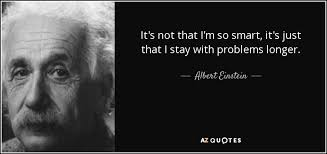 It's not that I'm so smart, it's just
that I stay with problems longer.
— Albert Einstein —
AZ QUOTES